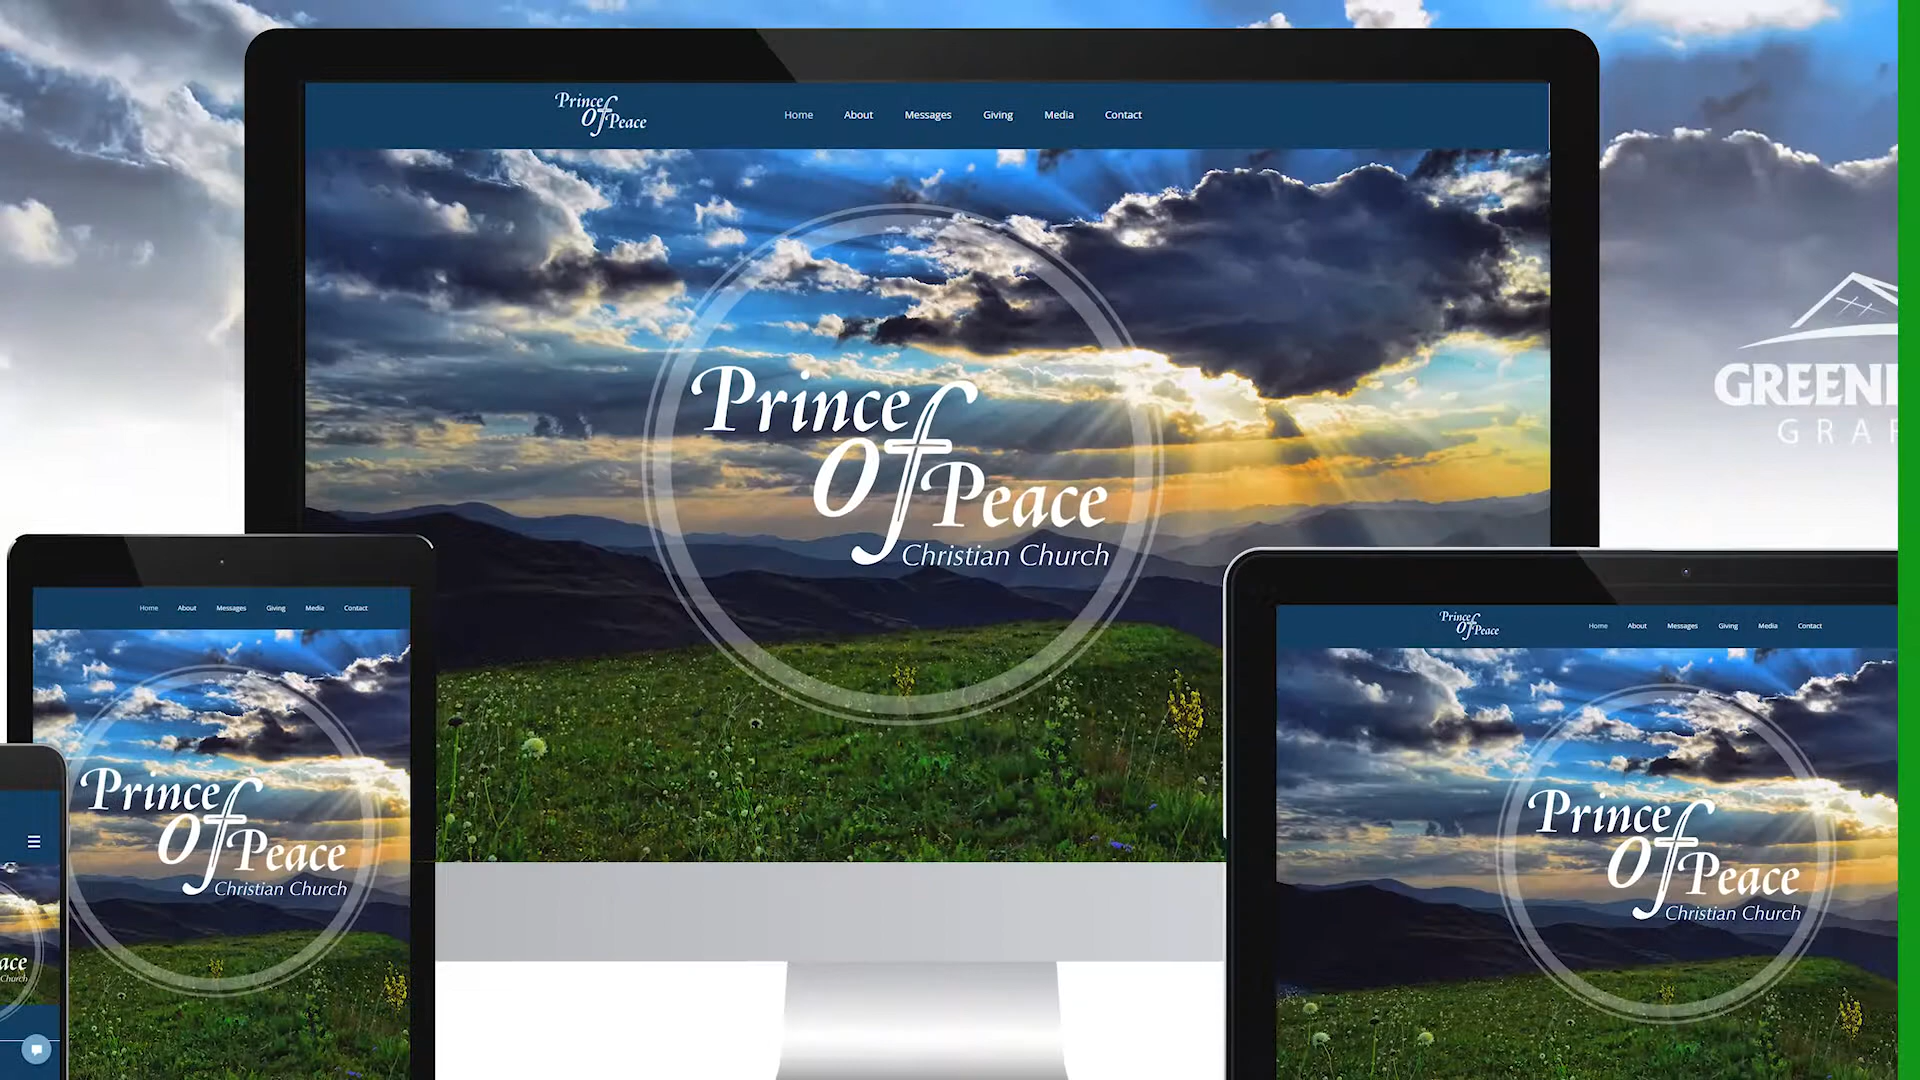 Prince
of Peace
Home About Messages Giving Media Contact
Prince
of
Peace
Christian Church
GREEN
GRA
Home About Messages Giving Media Contact
Prince
of
Peace
Christian Church
Prince
of Peace
Home About Messages Giving Media Contact
Prince
of
Peace
Christian Church
ace
Church